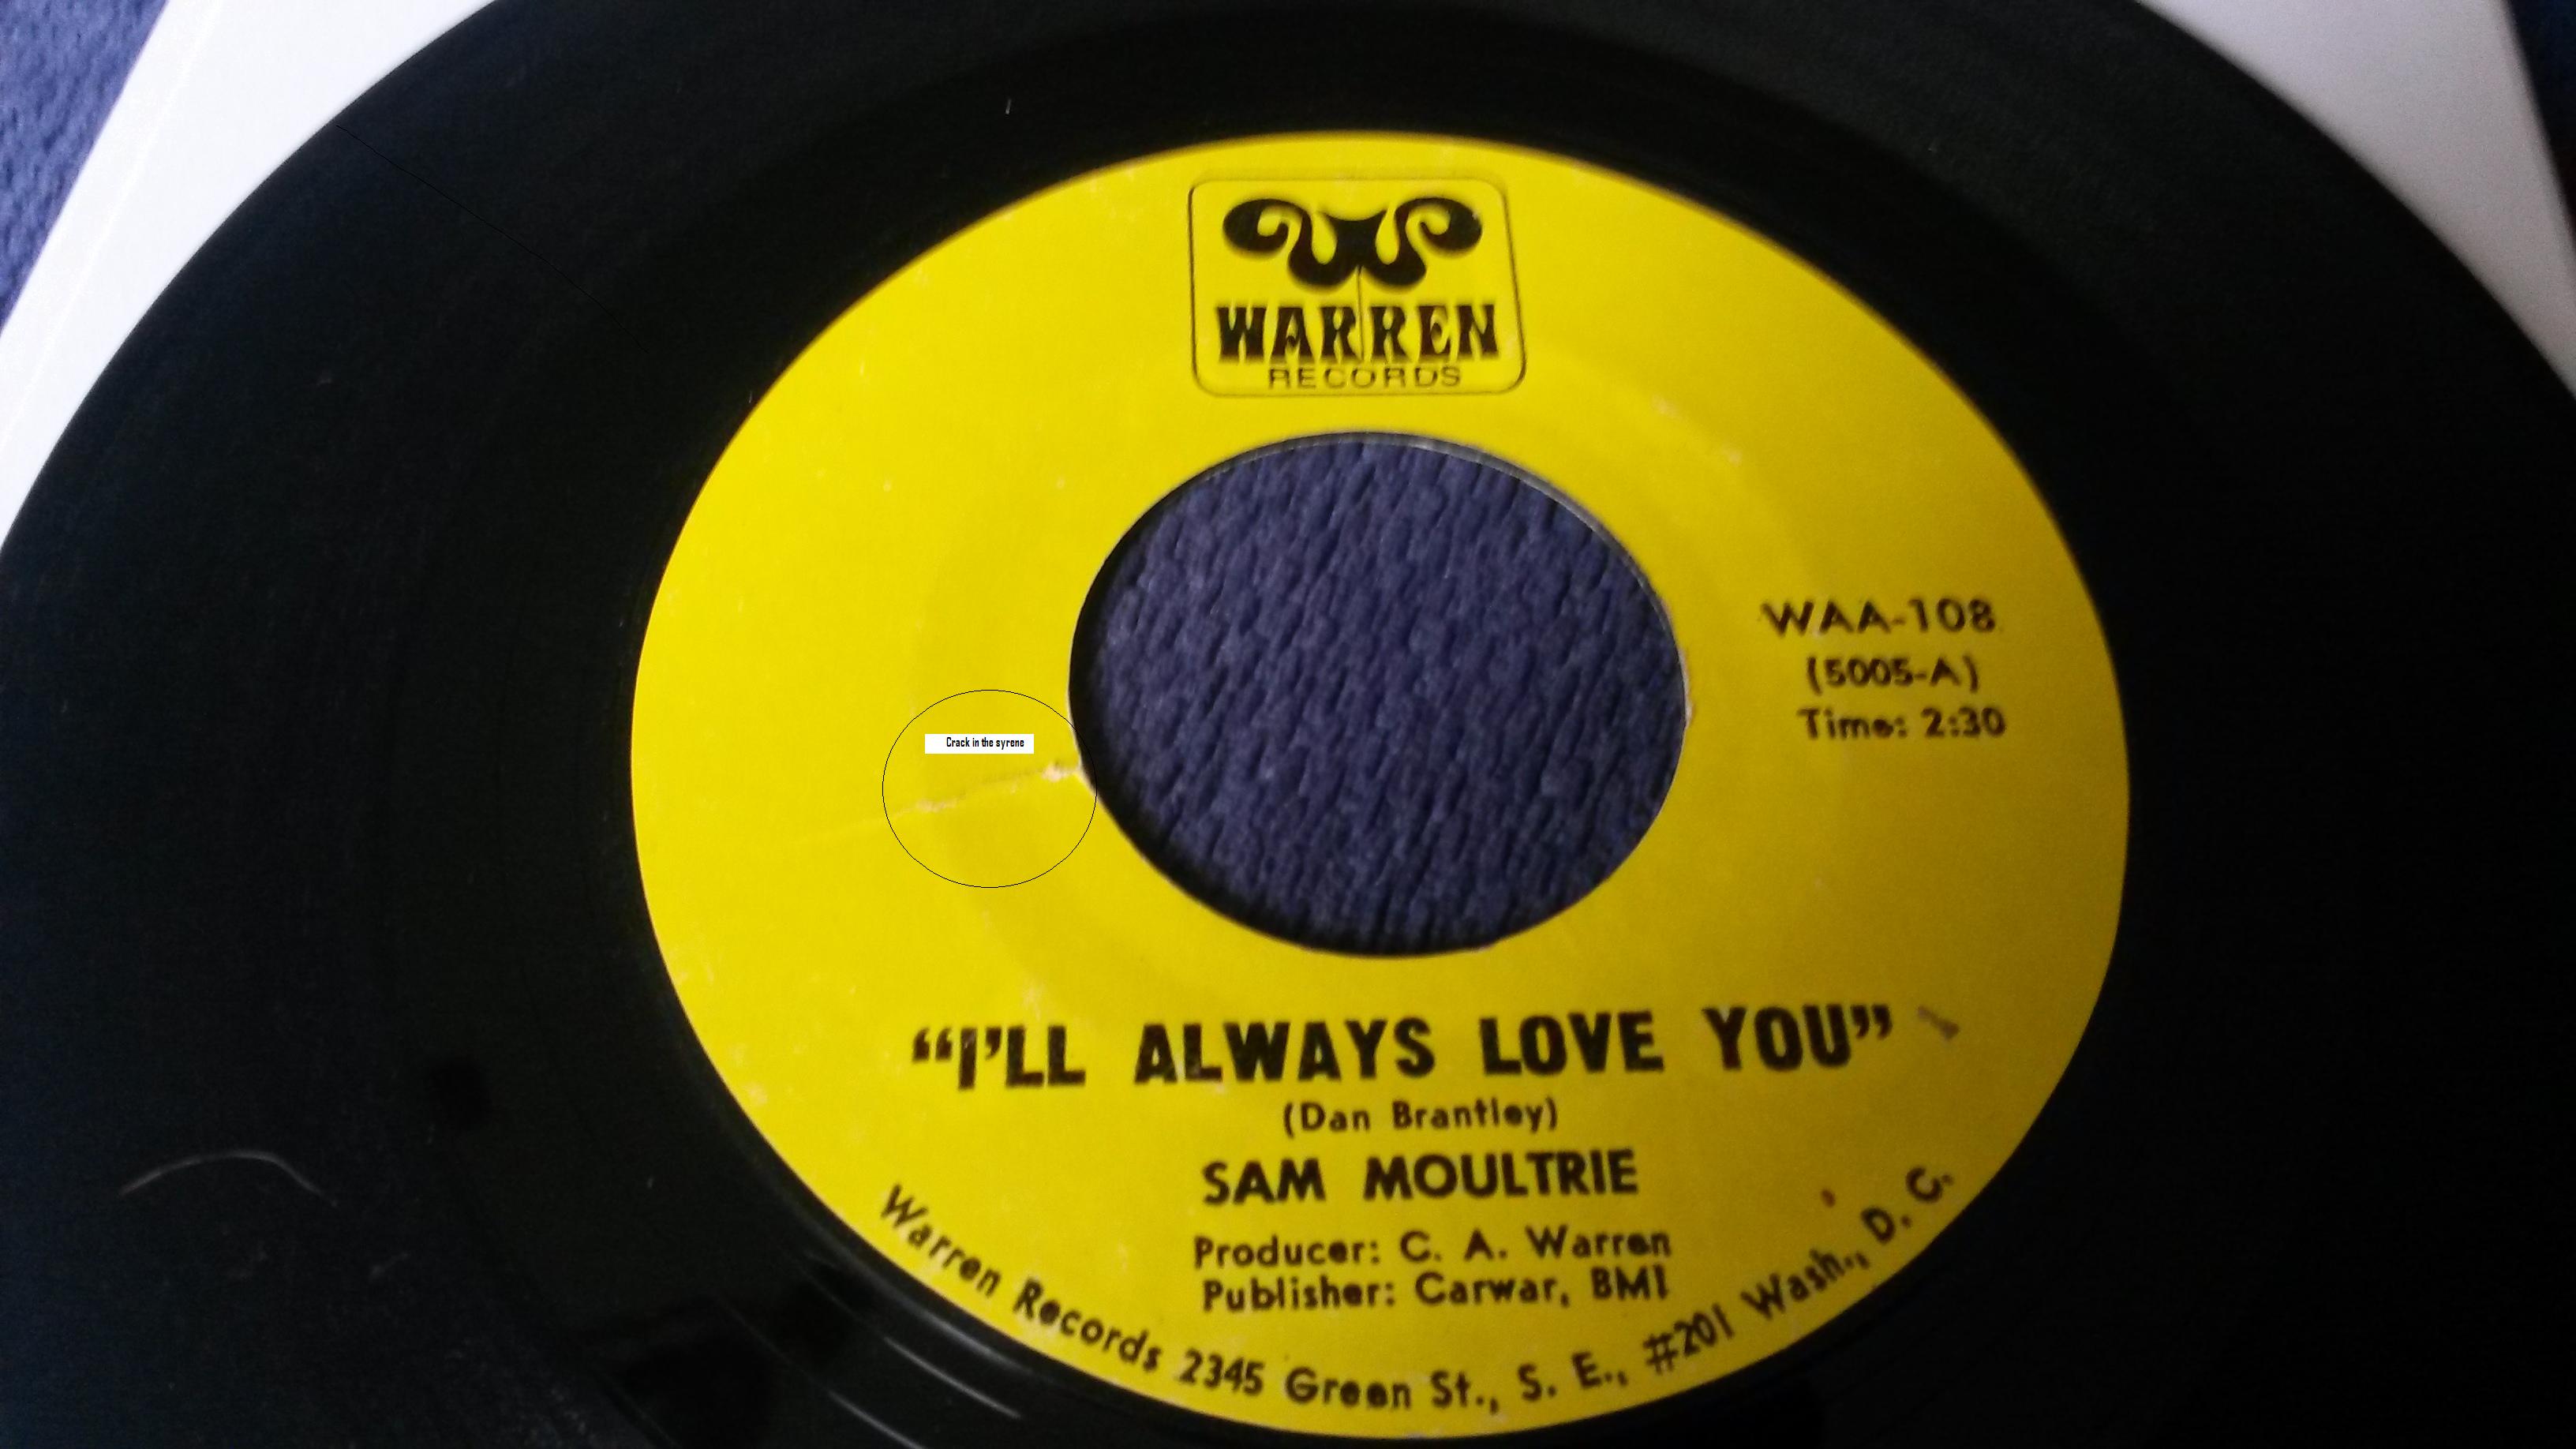 WARREN
RECORDS
WAA-108
(5005-A)
Time: 2:30
Crack in the syrene
“I’LL ALWAYS LOVE YOU”
(Dan Brantley)
SAM MOULTRIE
Producer: C. A. Warren
Publisher: Carwar, BMI
Warren Records 2345 Green St., S. E., #201 Wash., D. C.